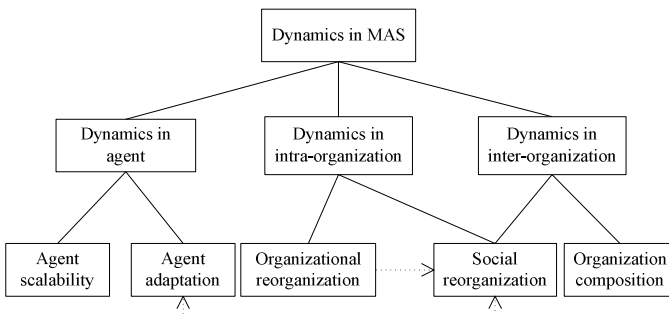 Dynamics in MAS
Dynamics in
agent
Dynamics in
intra-organization
Dynamics in
inter-organization
Agent
scalability
Agent
adaptation
Organizational
reorganization
Social
reorganization
Organization
composition